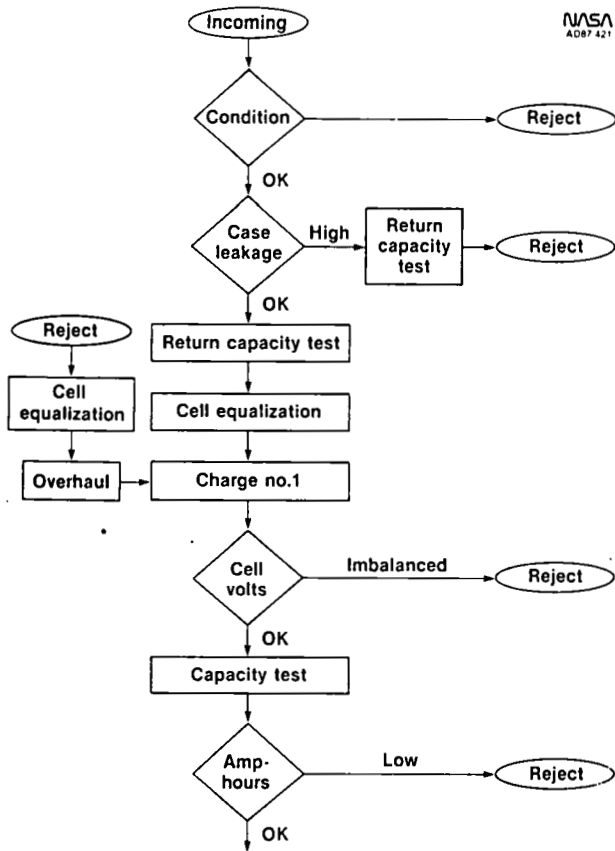 Incoming
NASA
AD87 421
Condition
Reject
OK
Case
leakage
High
Return
capacity
test
Reject
OK
Reject
Return capacity test
Cell
equalization
Cell equalization
Overhaul
Charge no.1
Cell
volts
Imbalanced
Reject
OK
Capacity test
Amp-
hours
Low
Reject
OK